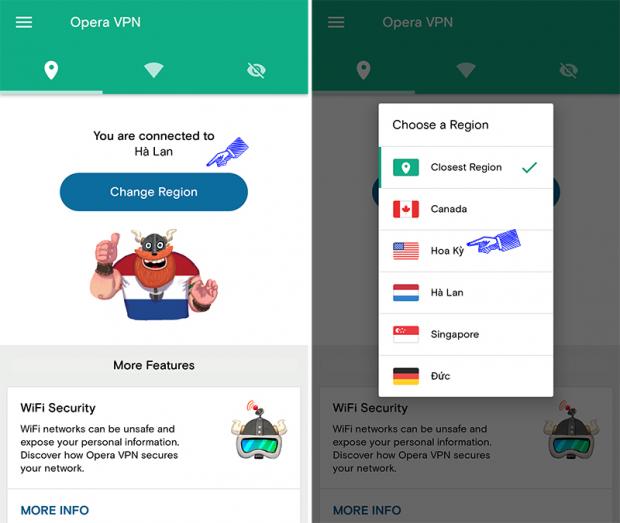 Opera VPN
You are connected to
Hà Lan
Change Region
More Features
WiFi Security
WiFi networks can be unsafe and
expose your personal information.
Discover how Opera VPN secures
your network.
MORE INFO
Opera VPN
Choose a Region
Closest Region
Canada
Hoa Kỳ
Hà Lan
Singapore
Đức
WiFi Security
WiFi networks can be unsafe and
expose your personal information.
Discover how Opera VPN secures
your network.
MORE INFO